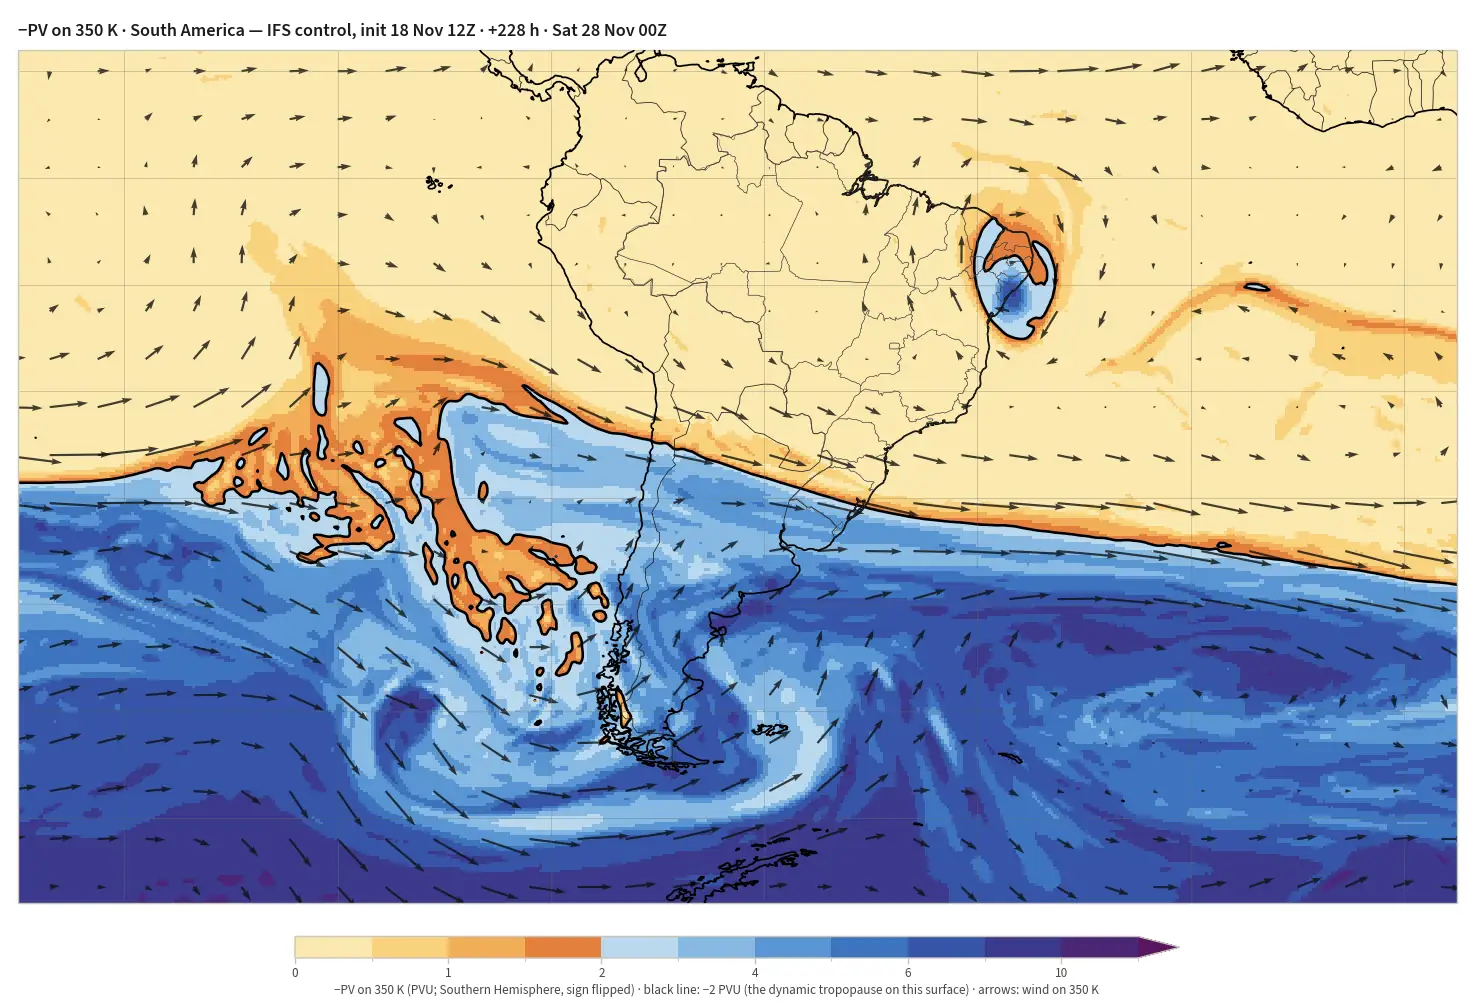 −PV on 350 K · South America — IFS control, init 18 Nov 12Z · +228 h · Sat 28 Nov 00Z
0 1 2 4 6 10
−PV on 350 K (PVU; Southern Hemisphere, sign flipped) · black line: −2 PVU (the dynamic tropopause on this surface) · arrows: wind on 350 K